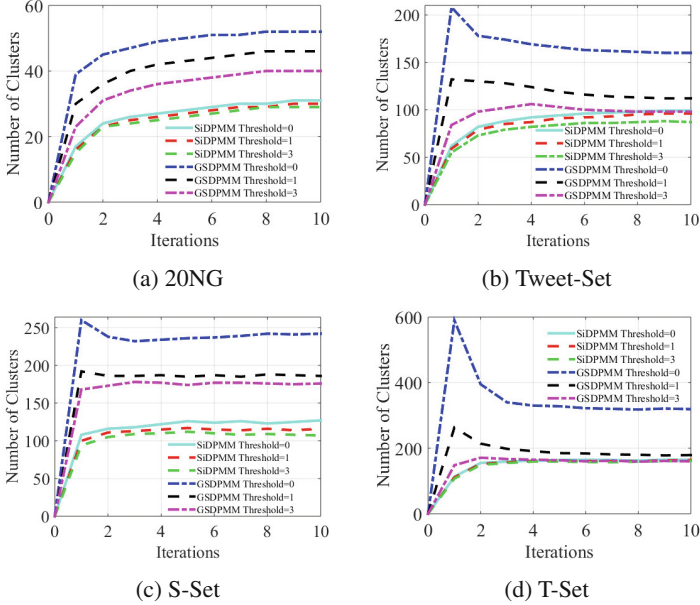 60
40
20
0
Number of Clusters
SiDPMM Threshold=0
SiDPMM Threshold=1
SiDPMM Threshold=3
GSDPMM Threshold=0
GSDPMM Threshold=1
GSDPMM Threshold=3
0 2 4 6 8 10
Iterations
(a) 20NG
200
150
100
50
0
Number of Clusters
SiDPMM Threshold=0
SiDPMM Threshold=1
SiDPMM Threshold=3
GSDPMM Threshold=0
GSDPMM Threshold=1
GSDPMM Threshold=3
0 2 4 6 8 10
Iterations
(b) Tweet-Set
250
200
150
100
50
0
Number of Clusters
SiDPMM Threshold=0
SiDPMM Threshold=1
SiDPMM Threshold=3
GSDPMM Threshold=0
GSDPMM Threshold=1
GSDPMM Threshold=3
0 2 4 6 8 10
Iterations
(c) S-Set
600
400
200
0
Number of Clusters
SiDPMM Threshold=0
SiDPMM Threshold=1
SiDPMM Threshold=3
GSDPMM Threshold=0
GSDPMM Threshold=1
GSDPMM Threshold=3
0 2 4 6 8 10
Iterations
(d) T-Set